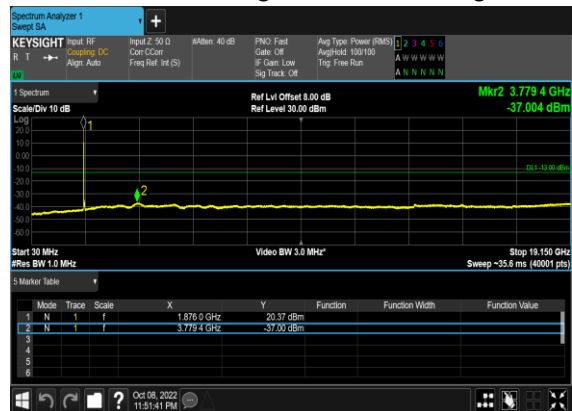 Spectrum Analyzer 1
Swept SA
+
KEYSIGHT Input: RF Input Z: 50 Ω #Atten: 40 dB PNO: Fast Avg Type: Power (RMS) 1 2 3 4 5 6
R T Coupling: DC Corr CCorr Gate: Off Avg|Hold: 100/100 A W W W W W
Align: Auto Freq Ref: Int (S) IF Gain: Low Trig: Free Run A N N N N N
LW Sig Track: Off
1 Spectrum Ref Lvl Offset 8.00 dB Mkr2 3.779 4 GHz
Scale/Div 10 dB Ref Level 30.00 dBm -37.004 dBm
Log
1
20.0
10.0
0.00
-10.0
DL1 -13.00 dBm
-20.0
2
-30.0
-40.0
-50.0
-60.0
Start 30 MHz Video BW 3.0 MHz* Stop 19.150 GHz
#Res BW 1.0 MHz Sweep ~35.6 ms (40001 pts)
5 Marker Table
Mode Trace Scale X Y Function Function Width Function Value
1 N 1 f 1.876 0 GHz 20.37 dBm
2 N 1 f 3.779 4 GHz -37.00 dBm
3
4
5
6
? Oct 08, 2022
11:51:41 PM